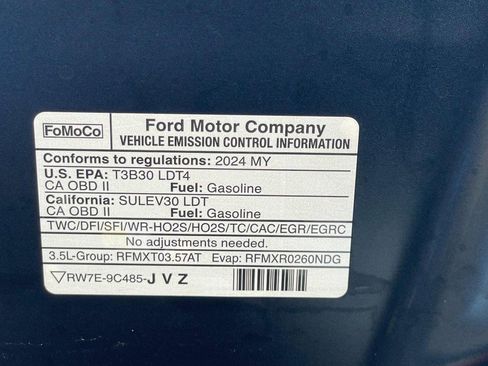 FoMoCo
Ford Motor Company
VEHICLE EMISSION CONTROL INFORMATION
Conforms to regulations: 2024 MY
U.S. EPA: T3B30 LDT4
CA OBD II Fuel: Gasoline
California: SULEV30 LDT
CA OBD II Fuel: Gasoline
TWC/DFI/SFI/WR-HO2S/HO2S/TC/CAC/EGR/EGRC
No adjustments needed.
3.5L-Group: RFMXT03.57AT Evap: RFMXR0260NDG
RW7E-9C485-J V Z